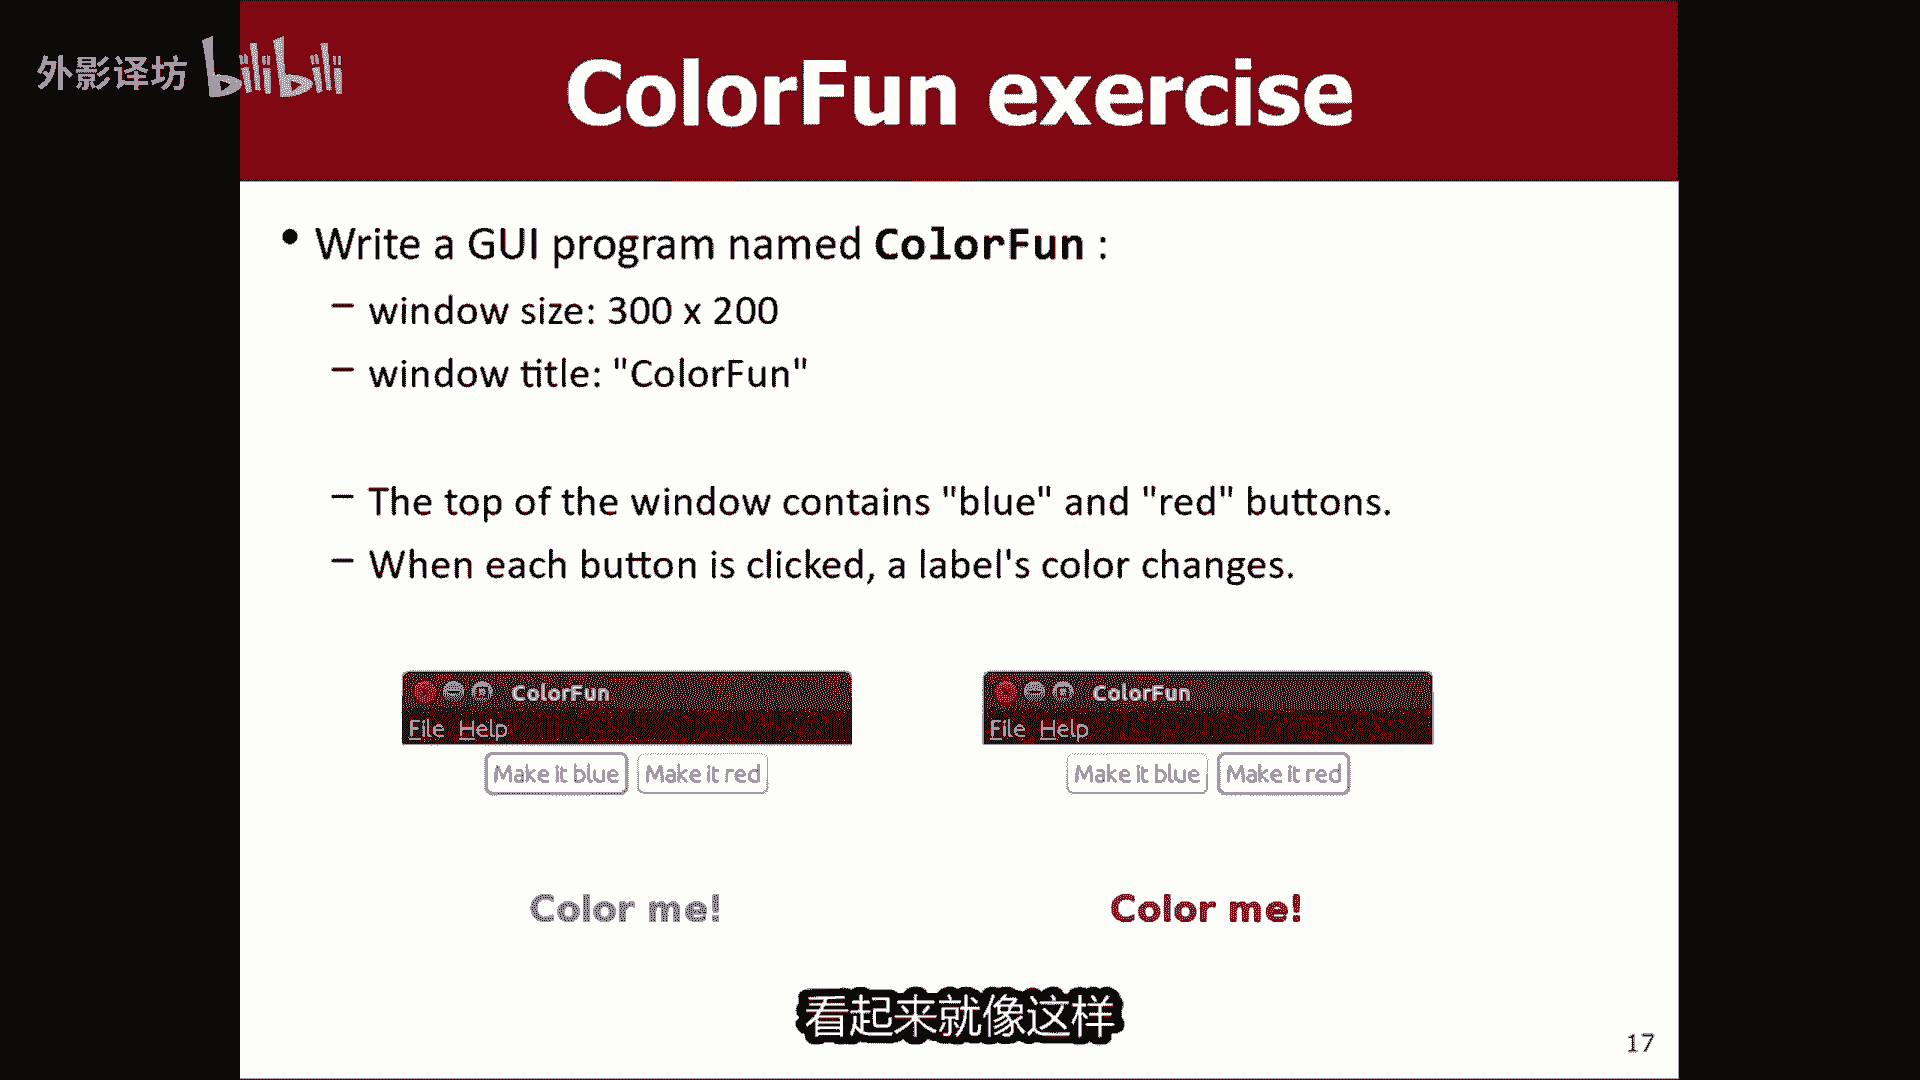 外影译坊 bilibili
ColorFun exercise
• Write a GUI program named ColorFun :
– window size: 300 x 200
– window title: "ColorFun"
– The top of the window contains "blue" and "red" buttons.
– When each button is clicked, a label's color changes.
ColorFun
File Help
Make it blue Make it red
Color me!
ColorFun
File Help
Make it blue Make it red
Color me!
看起来就像这样
17